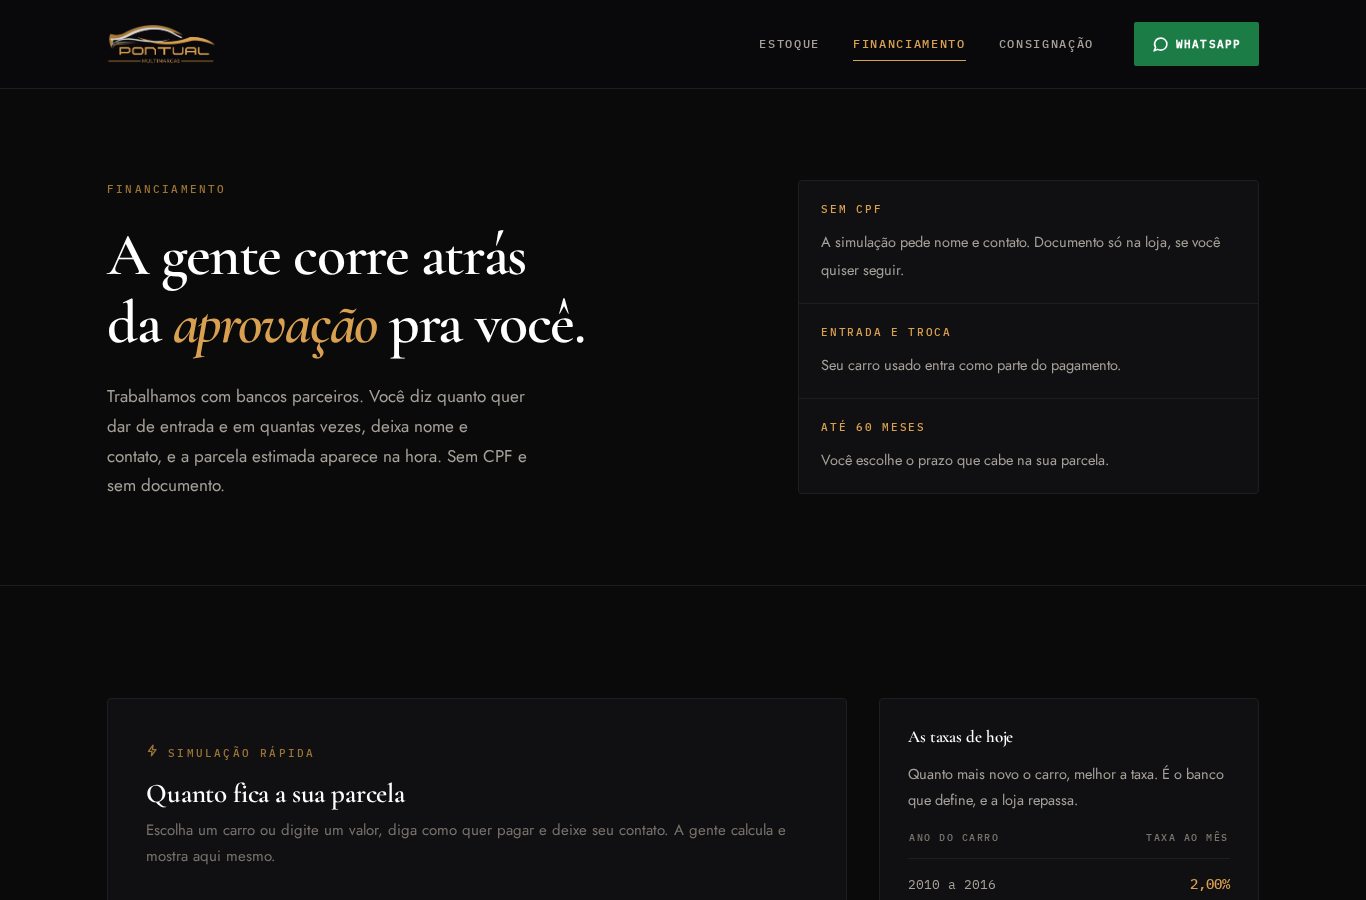 PONTUAL
MULTIMARCAS
ESTOQUE
FINANCIAMENTO
CONSIGNAÇÃO
WHATSAPP
FINANCIAMENTO
A gente corre atrás
da aprovação pra você.
Trabalhamos com bancos parceiros. Você diz quanto quer
dar de entrada e em quantas vezes, deixa nome e
contato, e a parcela estimada aparece na hora. Sem CPF e
sem documento.
SEM CPF
A simulação pede nome e contato. Documento só na loja, se você
quiser seguir.
ENTRADA E TROCA
Seu carro usado entra como parte do pagamento.
ATÉ 60 MESES
Você escolhe o prazo que cabe na sua parcela.
SIMULAÇÃO RÁPIDA
Quanto fica a sua parcela
Escolha um carro ou digite um valor, diga como quer pagar e deixe seu contato. A gente calcula e
mostra aqui mesmo.
As taxas de hoje
Quanto mais novo o carro, melhor a taxa. É o banco
que define, e a loja repassa.
ANO DO CARRO
TAXA AO MÊS
2010 a 2016
2,00%